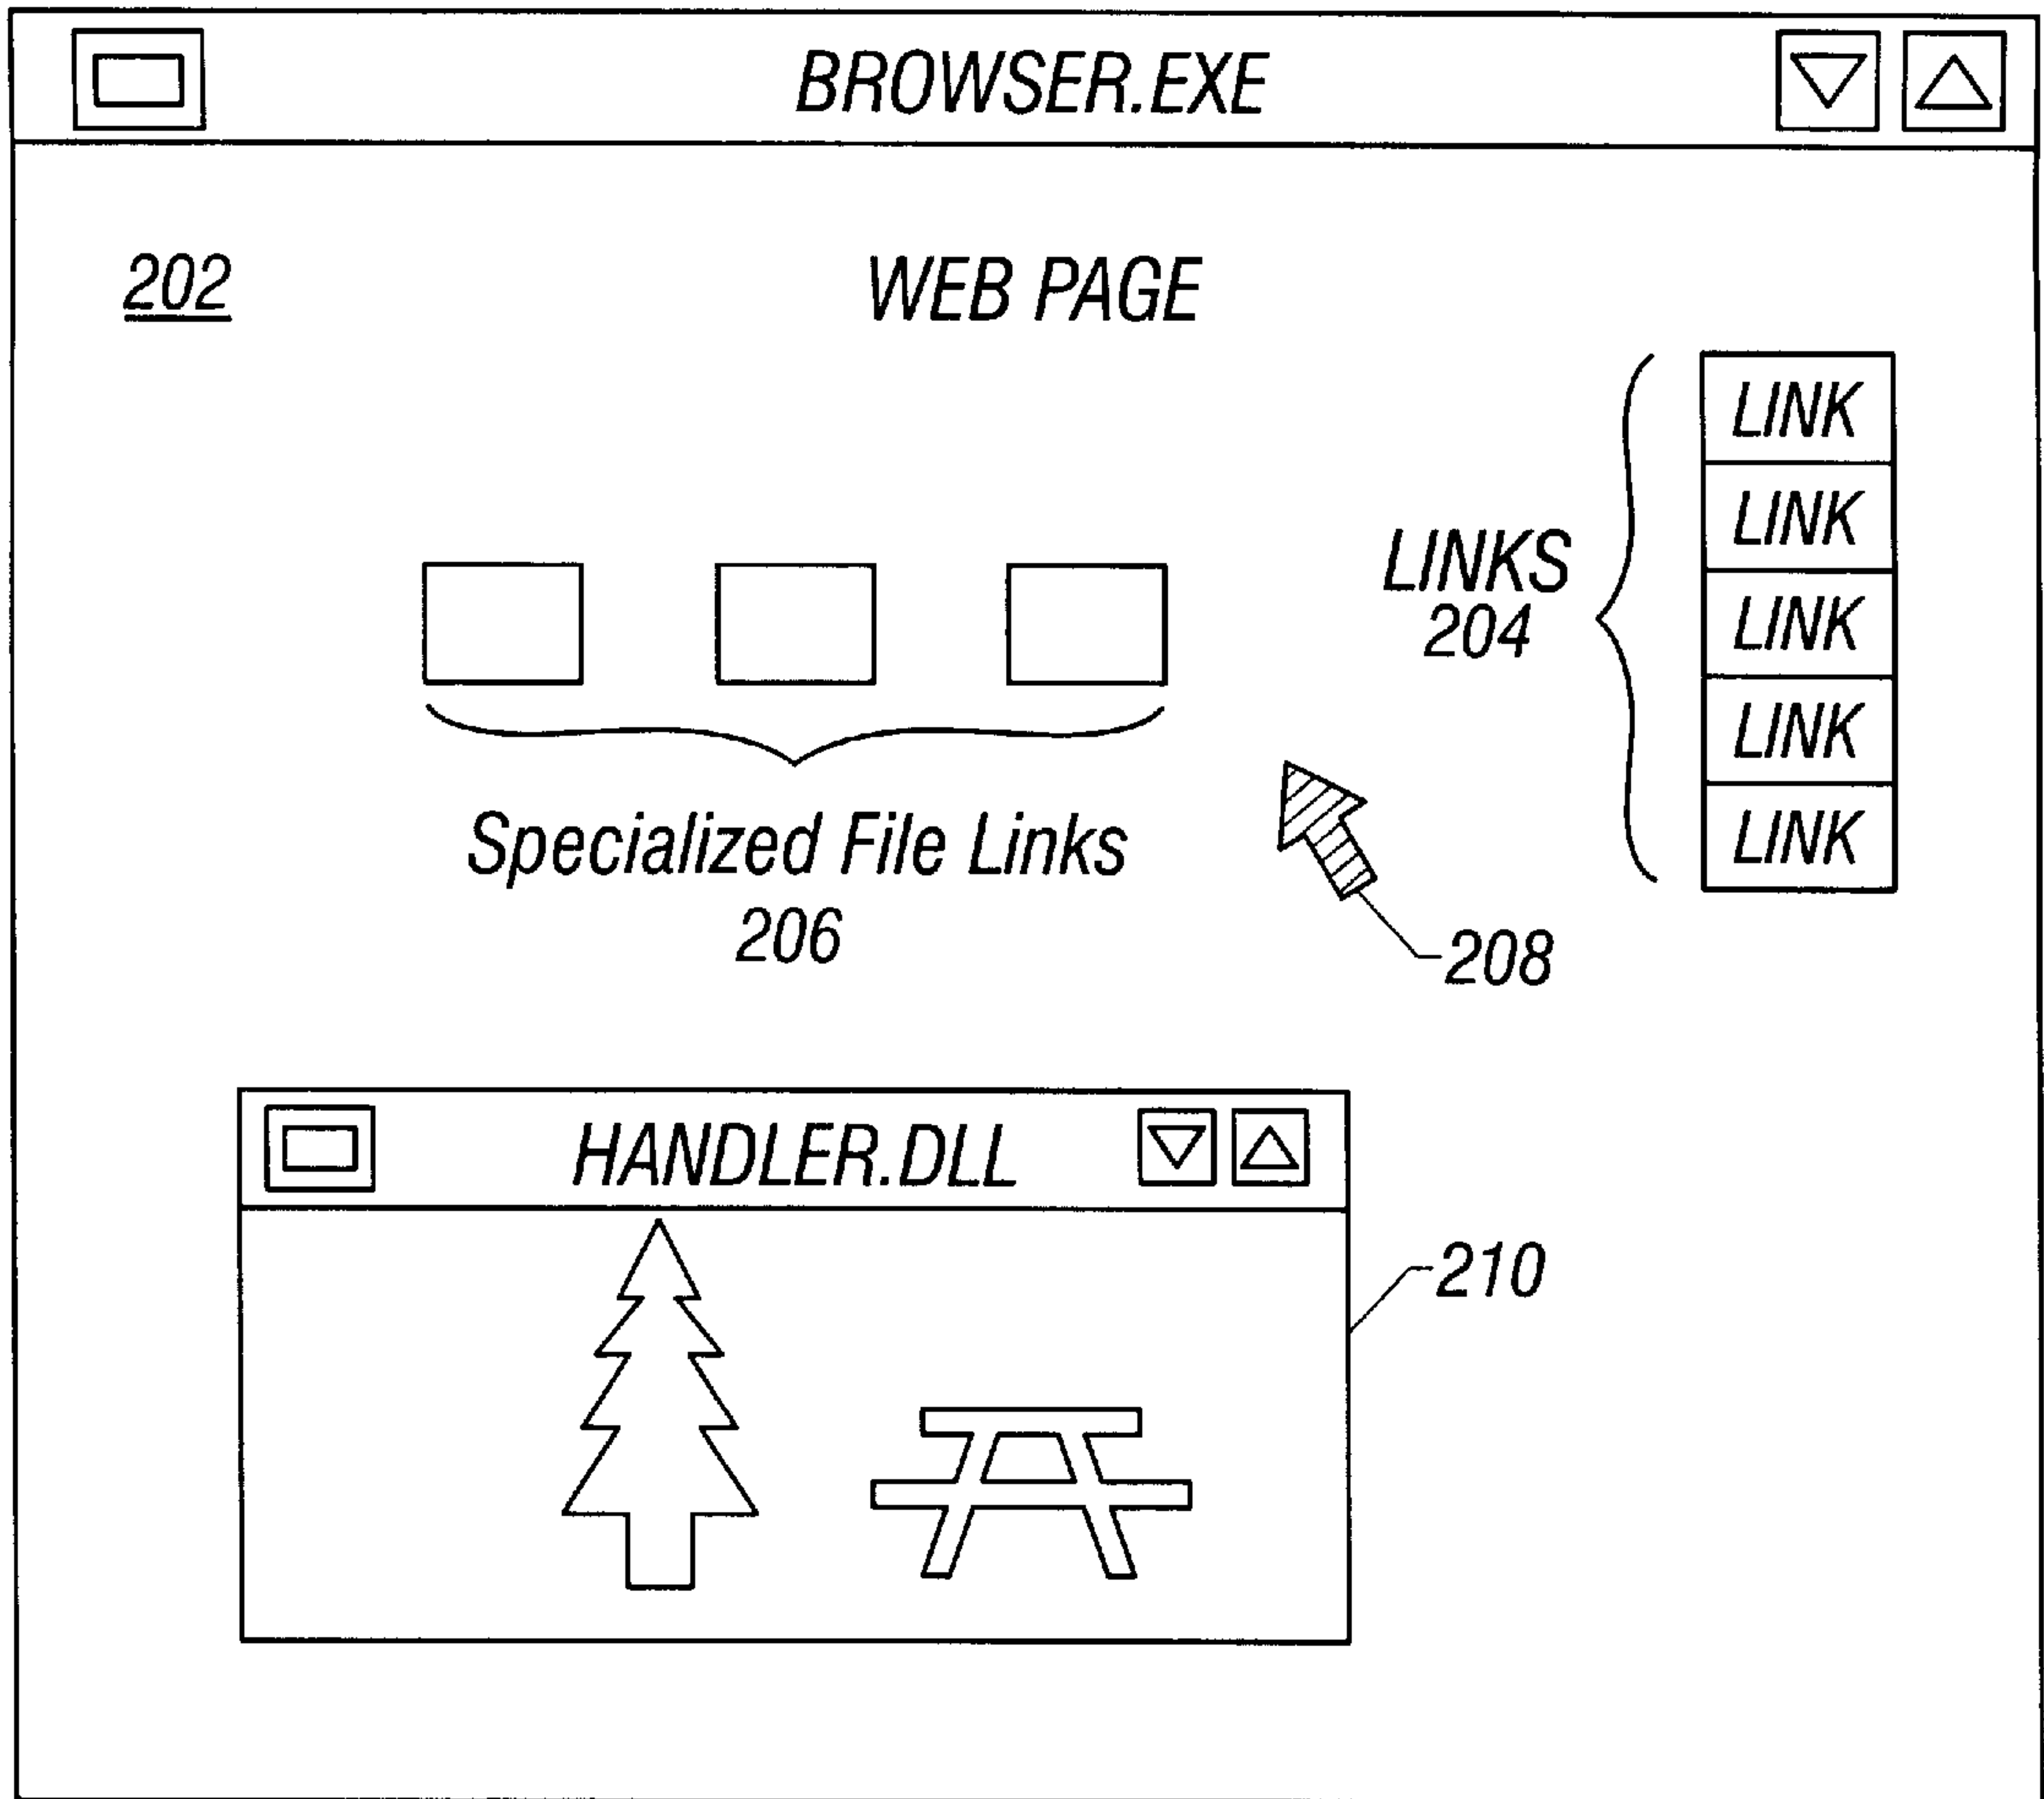 BROWSER.EXE
202
WEB PAGE
LINK
LINK
LINKS
204
LINK
LINK
LINK
Specialized File Links
206
208
HANDLER.DLL
210